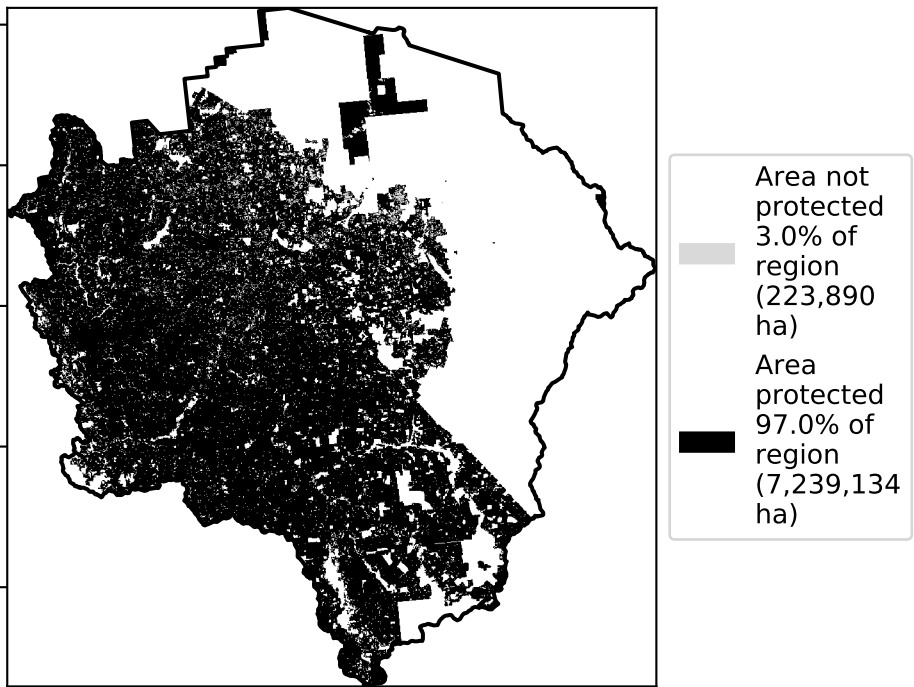 Area not
protected
3.0% of
region
(223,890
ha)
Area
protected
97.0% of
region
(7,239,134
ha)